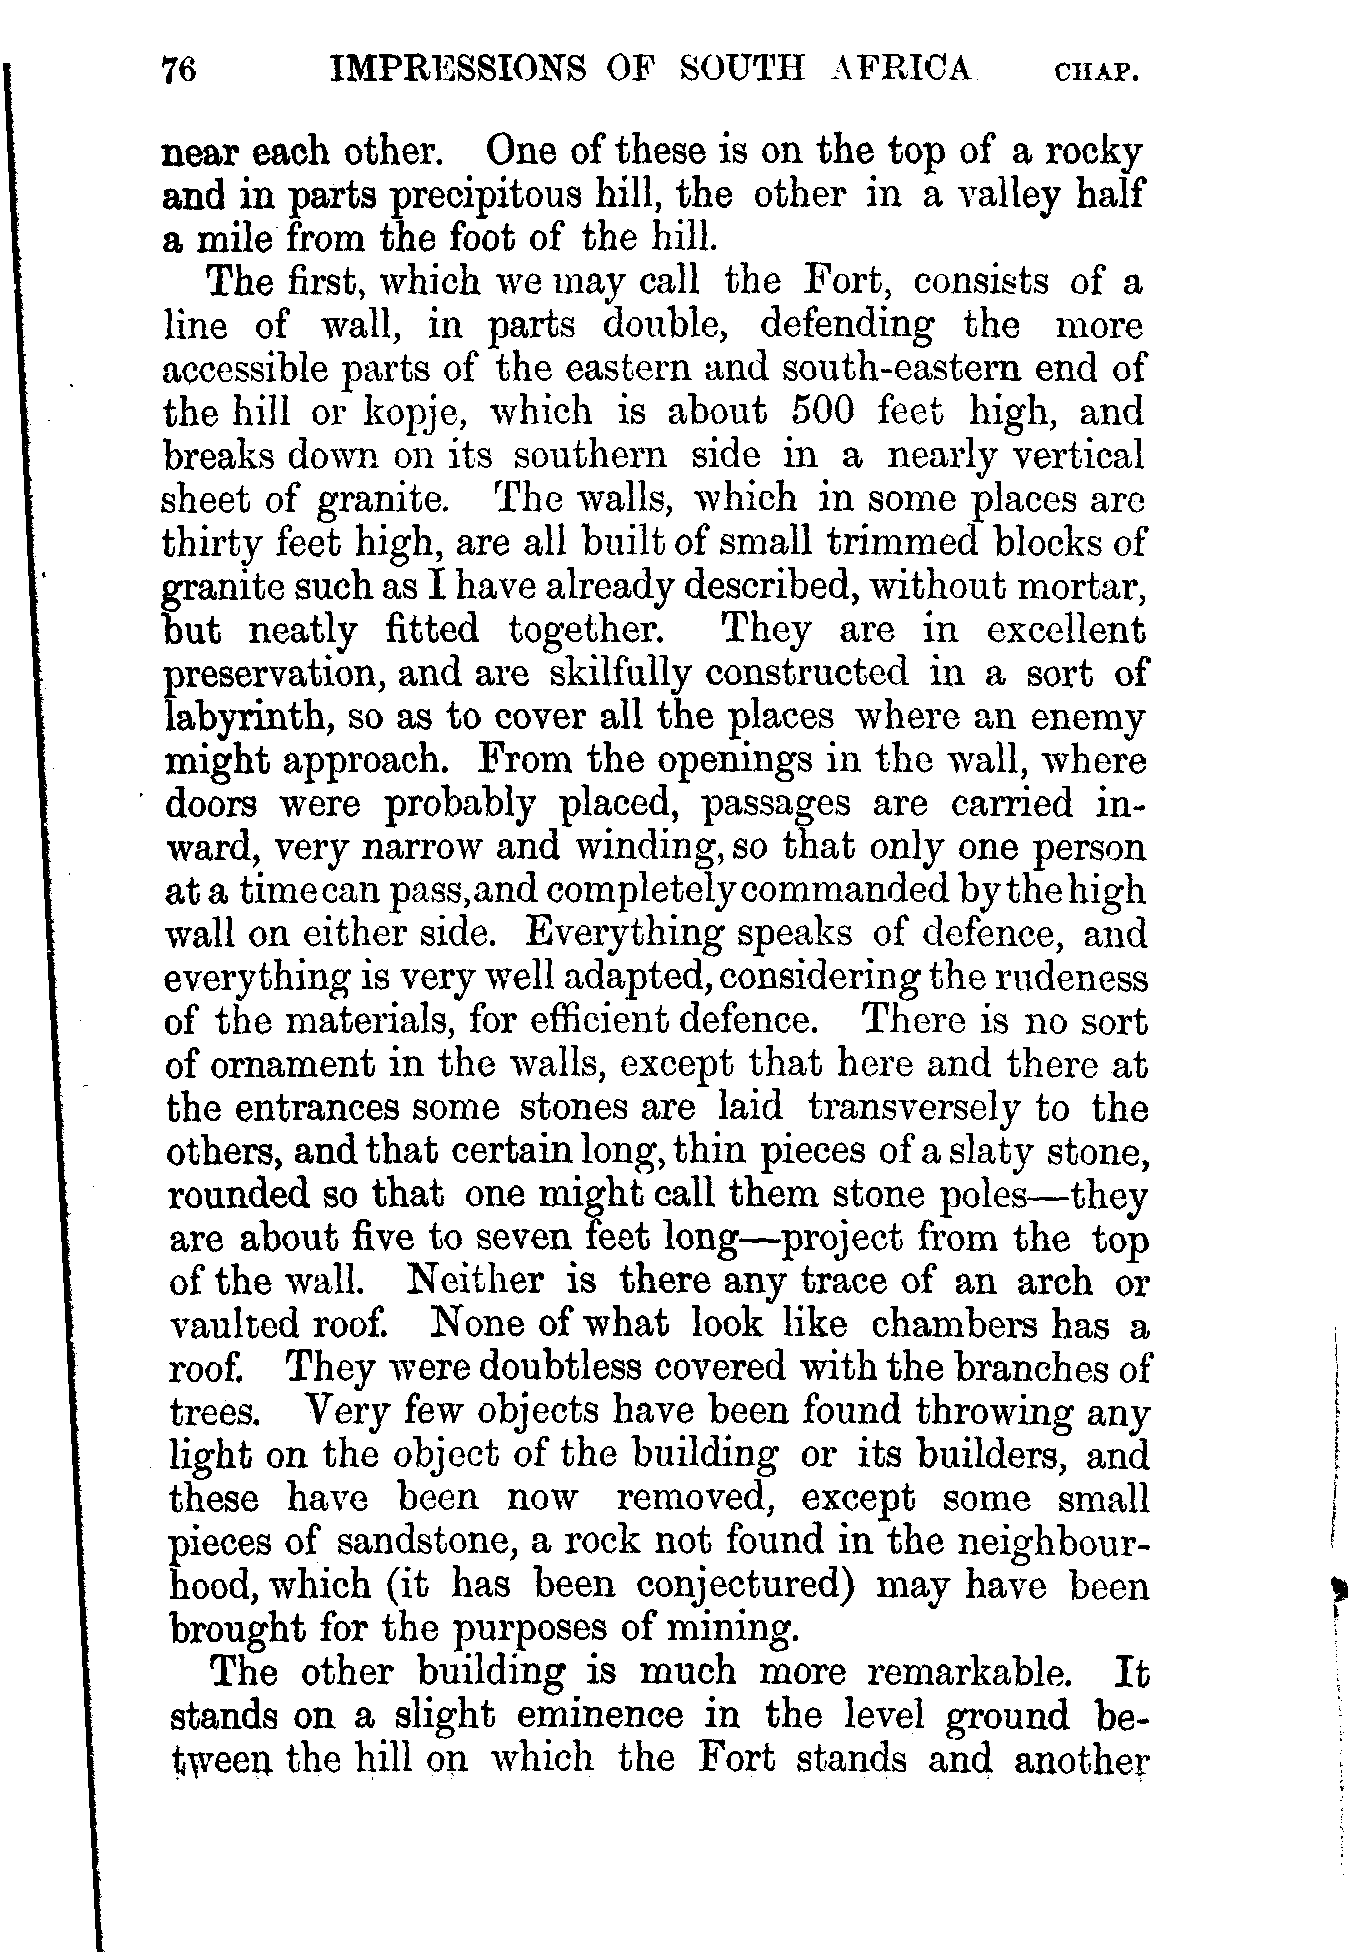 76 IMPRESSIONS OF SOUTH AFRICA CHAP.
near each other. One of these is on the top of a rocky
and in parts precipitous hill, the other in a valley half
a mile from the foot of the hill.
The first, which we may call the Fort, consists of a
line of wall, in parts double, defending the more
accessible parts of the eastern and south-eastern end of
the hill or kopje, which is about 500 feet high, and
breaks down on its southern side in a nearly vertical
sheet of granite. The walls, which in some places are
thirty feet high, are all built of small trimmed blocks of
granite such as I have already described, without mortar,
but neatly fitted together. They are in excellent
preservation, and are skilfully constructed in a sort of
labyrinth, so as to cover all the places where an enemy
might approach. From the openings in the wall, where
doors were probably placed, passages are carried in-
ward, very narrow and winding, so that only one person
at a time can pass, and completely commanded by the high
wall on either side. Everything speaks of defence, and
everything is very well adapted, considering the rudeness
of the materials, for efficient defence. There is no sort
of ornament in the walls, except that here and there at
the entrances some stones are laid transversely to the
others, and that certain long, thin pieces of a slaty stone,
rounded so that one might call them stone poles—they
are about five to seven feet long—project from the top
of the wall. Neither is there any trace of an arch or
vaulted roof. None of what look like chambers has a
roof. They were doubtless covered with the branches of
trees. Very few objects have been found throwing any
light on the object of the building or its builders, and
these have been now removed, except some small
pieces of sandstone, a rock not found in the neighbour-
hood, which (it has been conjectured) may have been
brought for the purposes of mining.
The other building is much more remarkable. It
stands on a slight eminence in the level ground be-
tween the hill on which the Fort stands and another